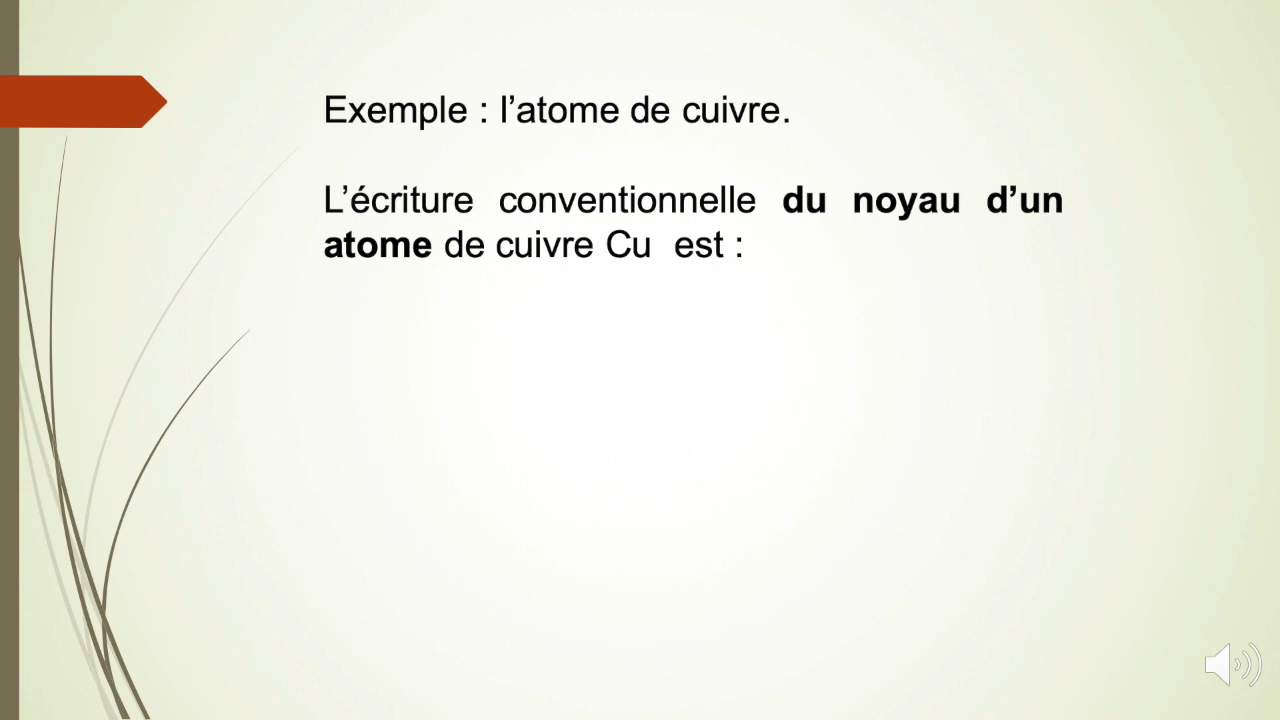 Exemple : l’atome de cuivre.
L’écriture conventionnelle du noyau d’un
atome de cuivre Cu est :